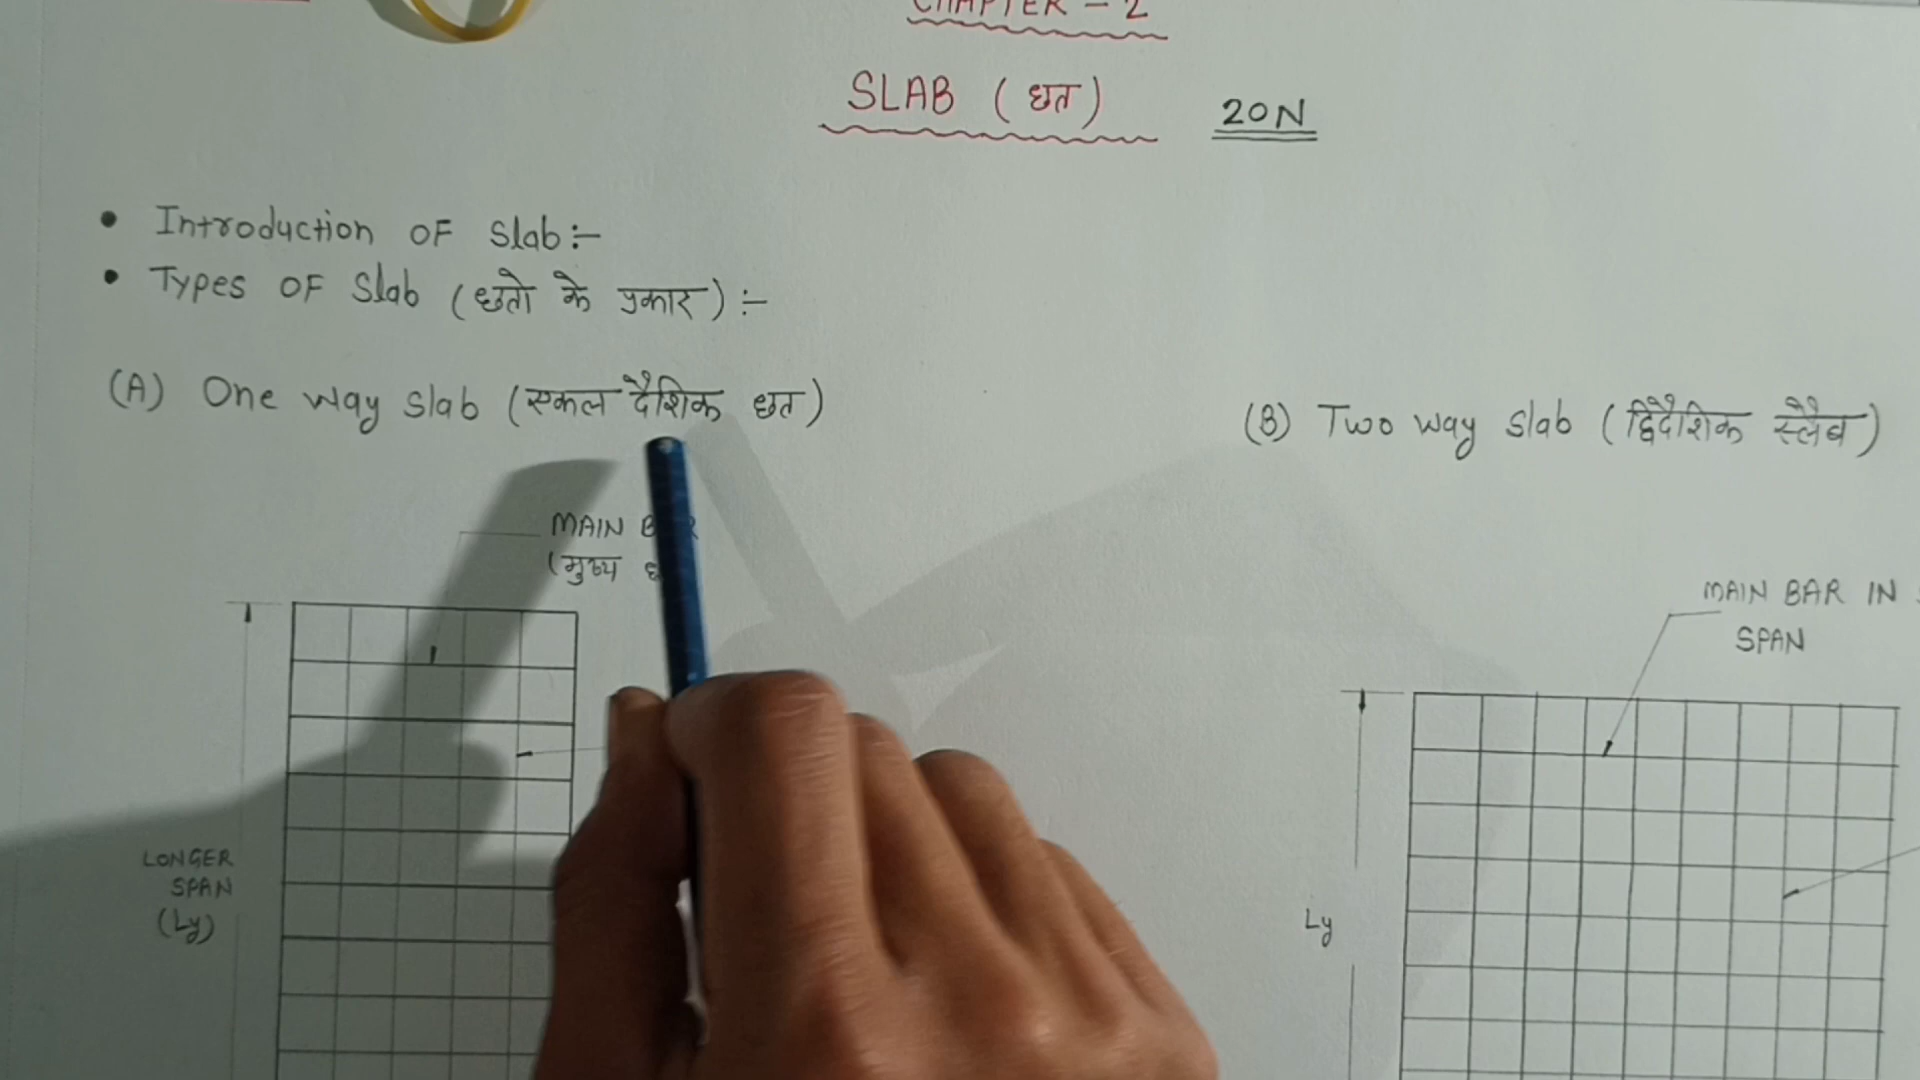 CHAPTER - 2
SLAB (छत) 20N
• Introduction OF Slab:-
• Types OF Slab (छतो के प्रकार) :-
(A) One way Slab (एकल दैशिक छत)
(B) Two way Slab (द्विदैशिक स्लैब)
MAIN
(मुख्य
LONGER
SPAN
(Ly)
MAIN BAR IN
SPAN
Ly